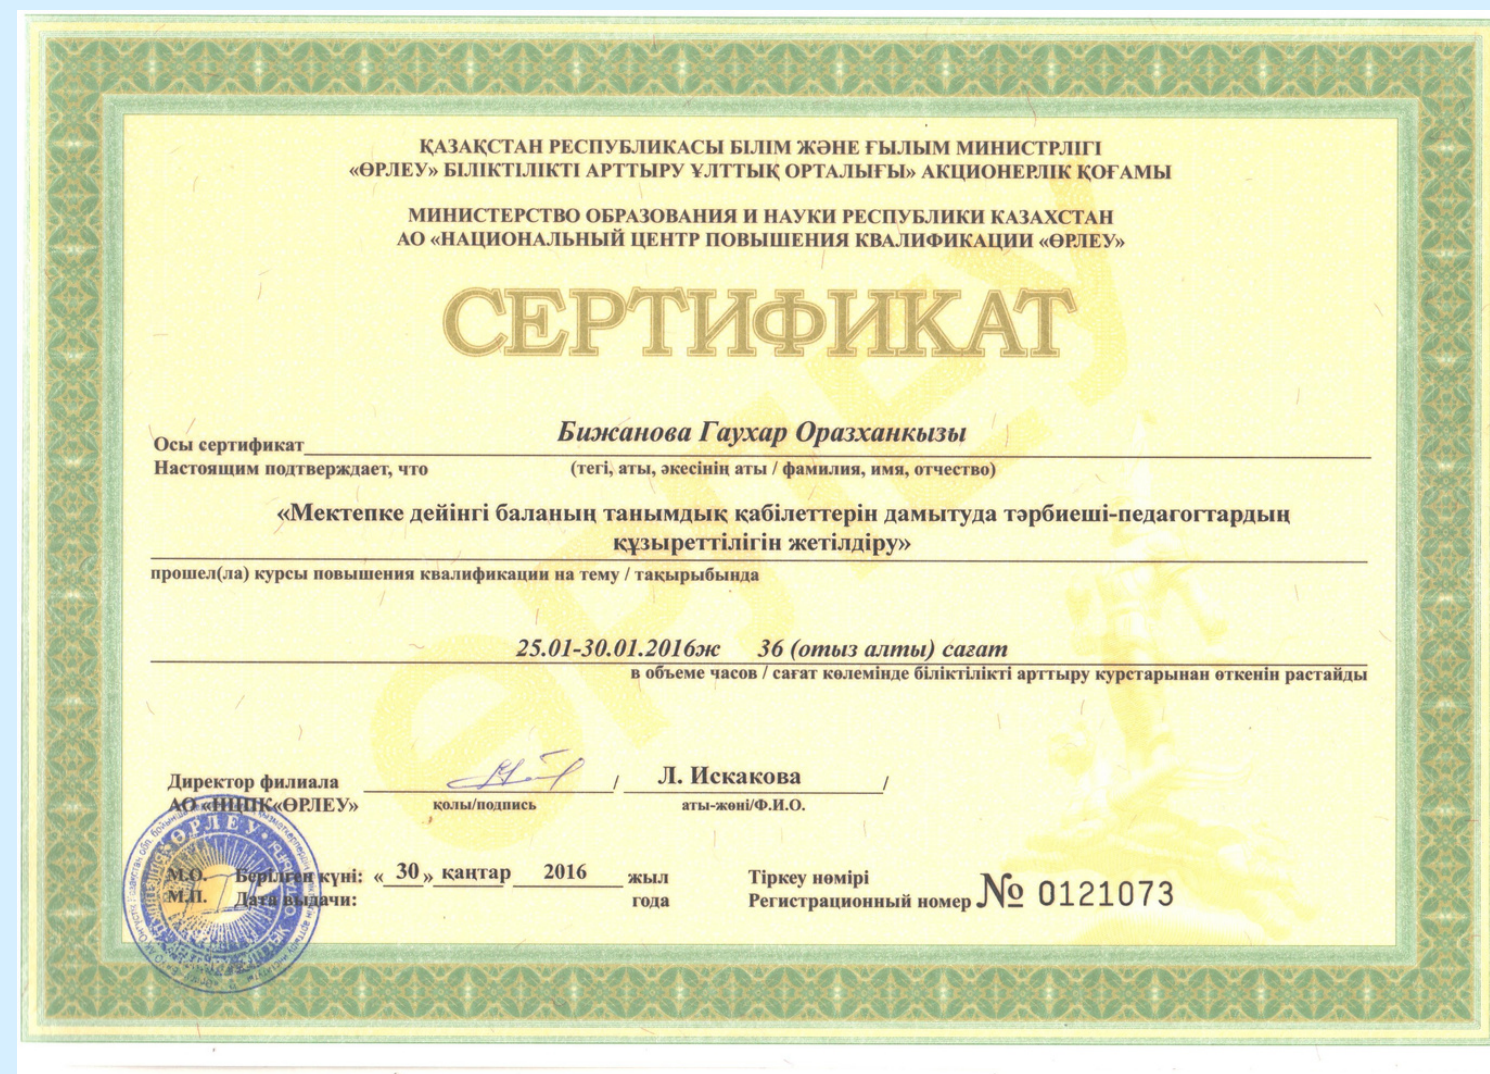 ҚАЗАҚСТАН РЕСПУБЛИКАСЫ БІЛІМ ЖӘНЕ ҒЫЛЫМ МИНИСТРЛІГІ
«ӨРЛЕУ» БІЛІКТІЛІКТІ АРТТЫРУ ҰЛТТЫҚ ОРТАЛЫҒЫ» АКЦИОНЕРЛІК ҚОҒАМЫ
МИНИСТЕРСТВО ОБРАЗОВАНИЯ И НАУКИ РЕСПУБЛИКИ КАЗАХСТАН
АО «НАЦИОНАЛЬНЫЙ ЦЕНТР ПОВЫШЕНИЯ КВАЛИФИКАЦИИ «ӨРЛЕУ»
СЕРТИФИКАТ
Осы сертификат Бижанова Гаухар Оразханкызы
Настоящим подтверждает, что (тегі, аты, әкесінің аты / фамилия, имя, отчество)
«Мектепке дейінгі баланың танымдық қабілеттерін дамытуда тәрбиеші-педагогтардың
құзыреттілігін жетілдіру»
прошел(ла) курсы повышения квалификации на тему / тақырыбында
25.01-30.01.2016ж 36 (отыз алты) сағат
в объеме часов / сағат көлемінде біліктілікті арттыру курстарынан өткенін растайды
Директор филиала / Л. Искакова /
АО «НЦПК«ӨРЛЕУ» қолы/подпись аты-жөні/Ф.И.О.
М.О. Берілген күні: « 30 » қаңтар 2016 жыл Тіркеу нөмірі
М.П. Дата выдачи: года Регистрационный номер № 0121073
ӨРЛЕУ